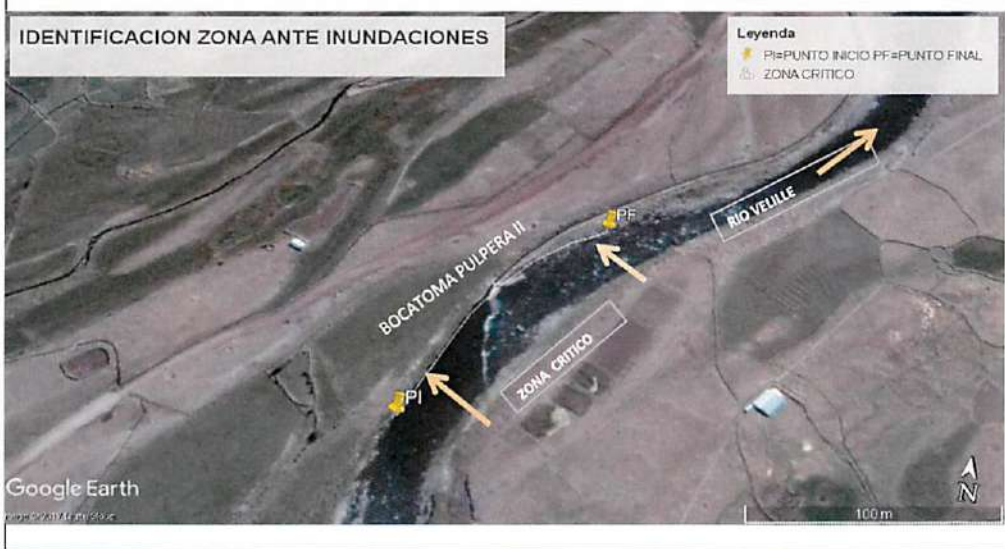 IDENTIFICACION ZONA ANTE INUNDACIONES
Leyenda
PI=PUNTO INICIO PF=PUNTO FINAL
ZONA CRITICO
PF
RIO VELILLE
BOCATOMA PULPERA II
ZONA CRITICO
PI
Google Earth
N
100 m